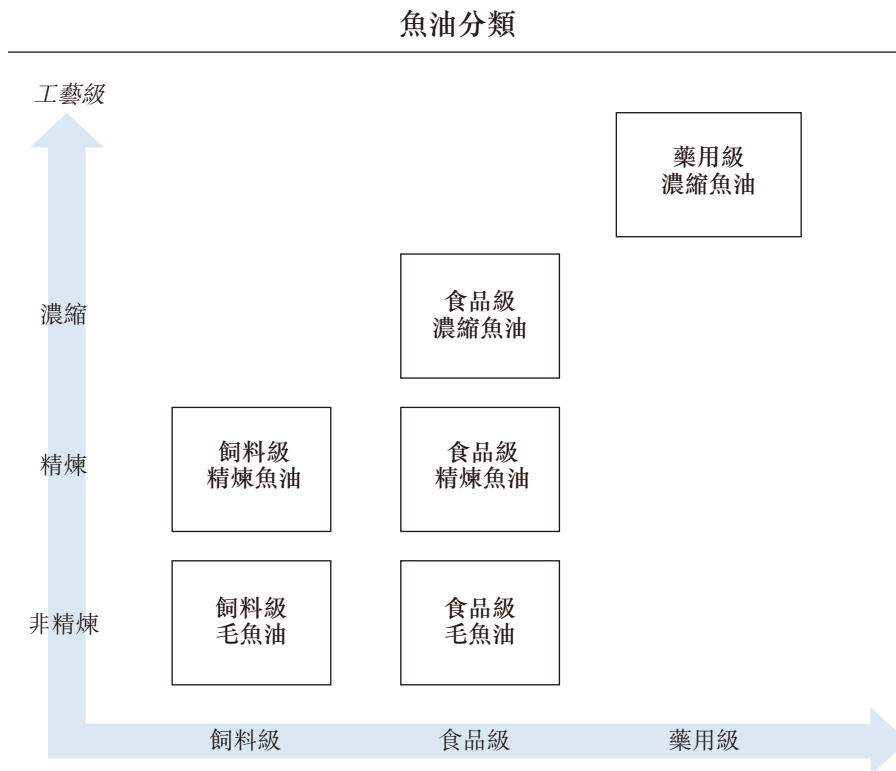 魚油分類
工藝級
藥用級
濃縮魚油
濃縮
食品級
濃縮魚油
精煉
飼料級
精煉魚油
食品級
精煉魚油
非精煉
飼料級
毛魚油
食品級
毛魚油
飼料級
食品級
藥用級